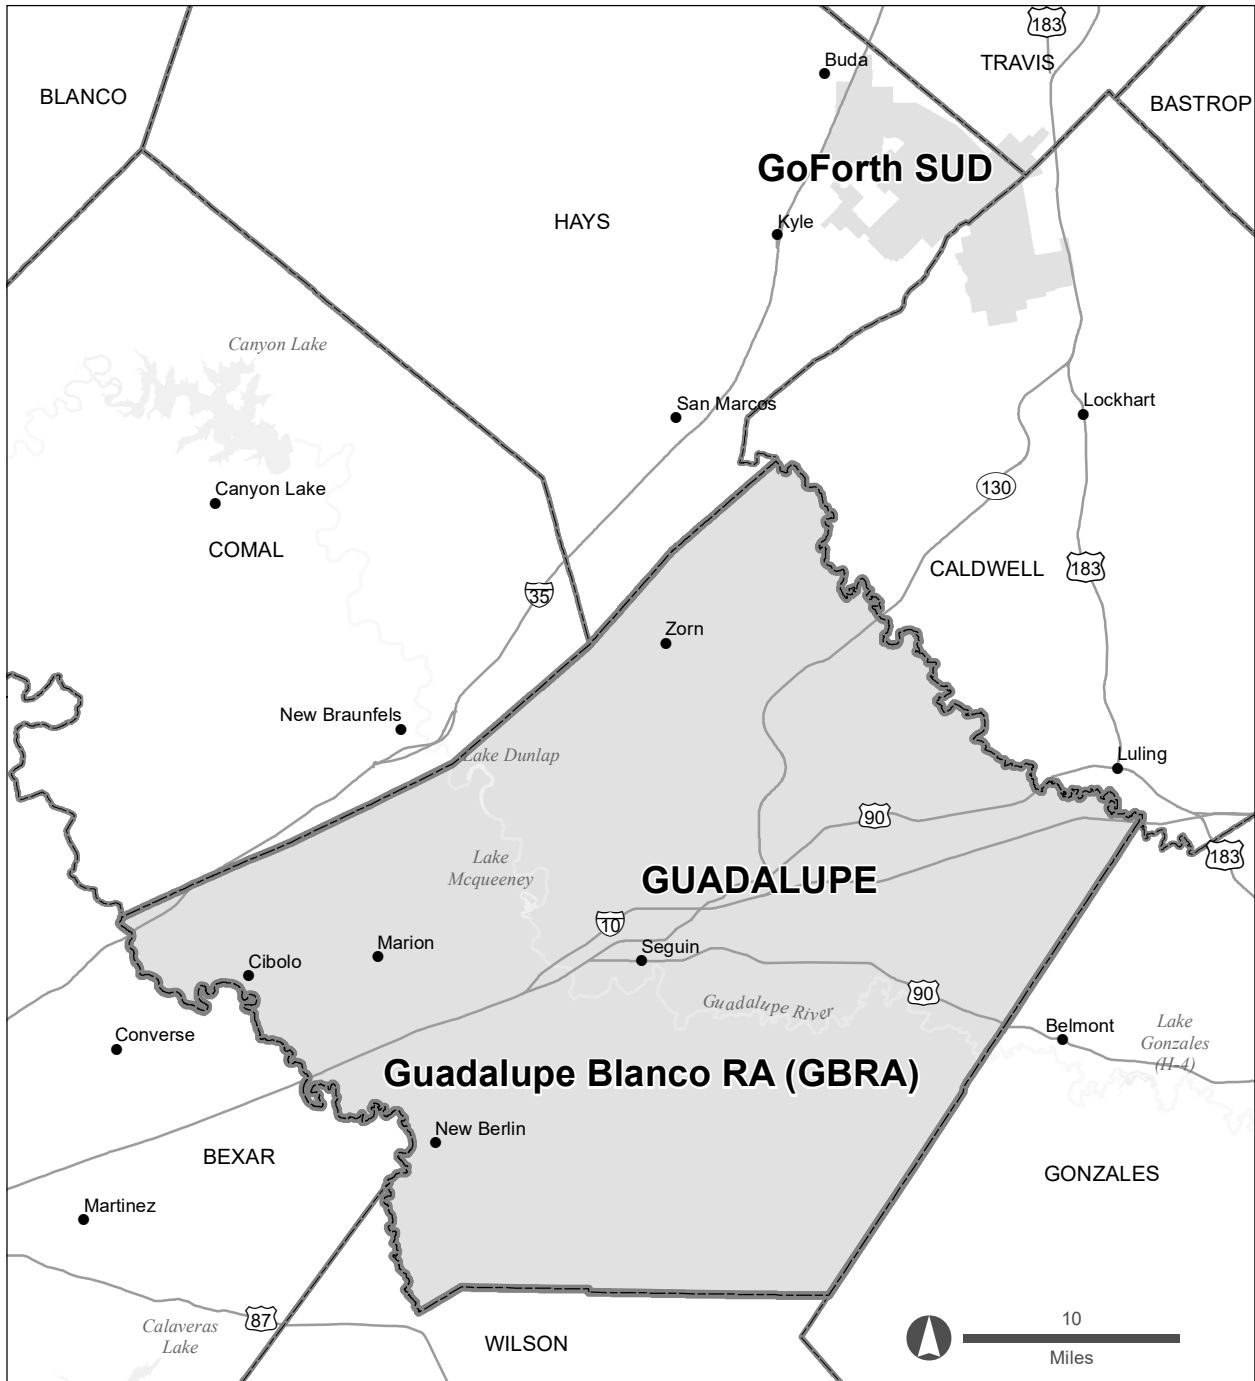 183
Buda
TRAVIS
BLANCO
BASTROP
GoForth SUD
HAYS
Kyle
Canyon Lake
San Marcos
Lockhart
Canyon Lake
130
COMAL
CALDWELL
183
35
Zorn
New Braunfels
Lake Dunlap
Luling
90
183
Lake
Mcqueeney
GUADALUPE
10
Marion
Seguin
Cibolo
90
Guadalupe River
Converse
Belmont
Lake
Gonzales
(H-4)
Guadalupe Blanco RA (GBRA)
New Berlin
BEXAR
GONZALES
Martinez
87
Calaveras
Lake
WILSON
10
Miles